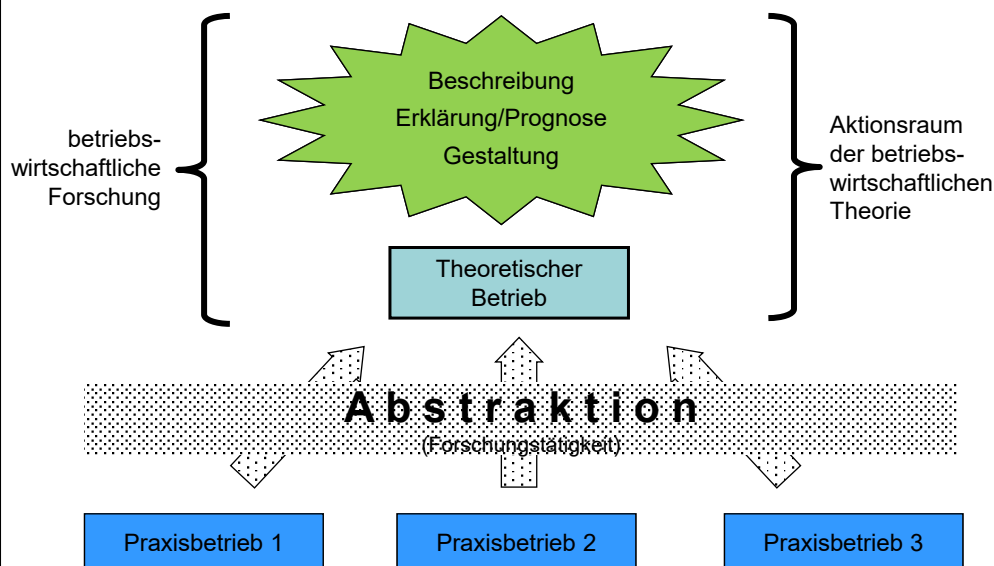 Beschreibung
Erklärung/Prognose
Gestaltung
betriebs-
wirtschaftliche
Forschung
Aktionsraum
der betriebs-
wirtschaftlichen
Theorie
Theoretischer
Betrieb
Abstraktion
(Forschungstätigkeit)
Praxisbetrieb 1
Praxisbetrieb 2
Praxisbetrieb 3